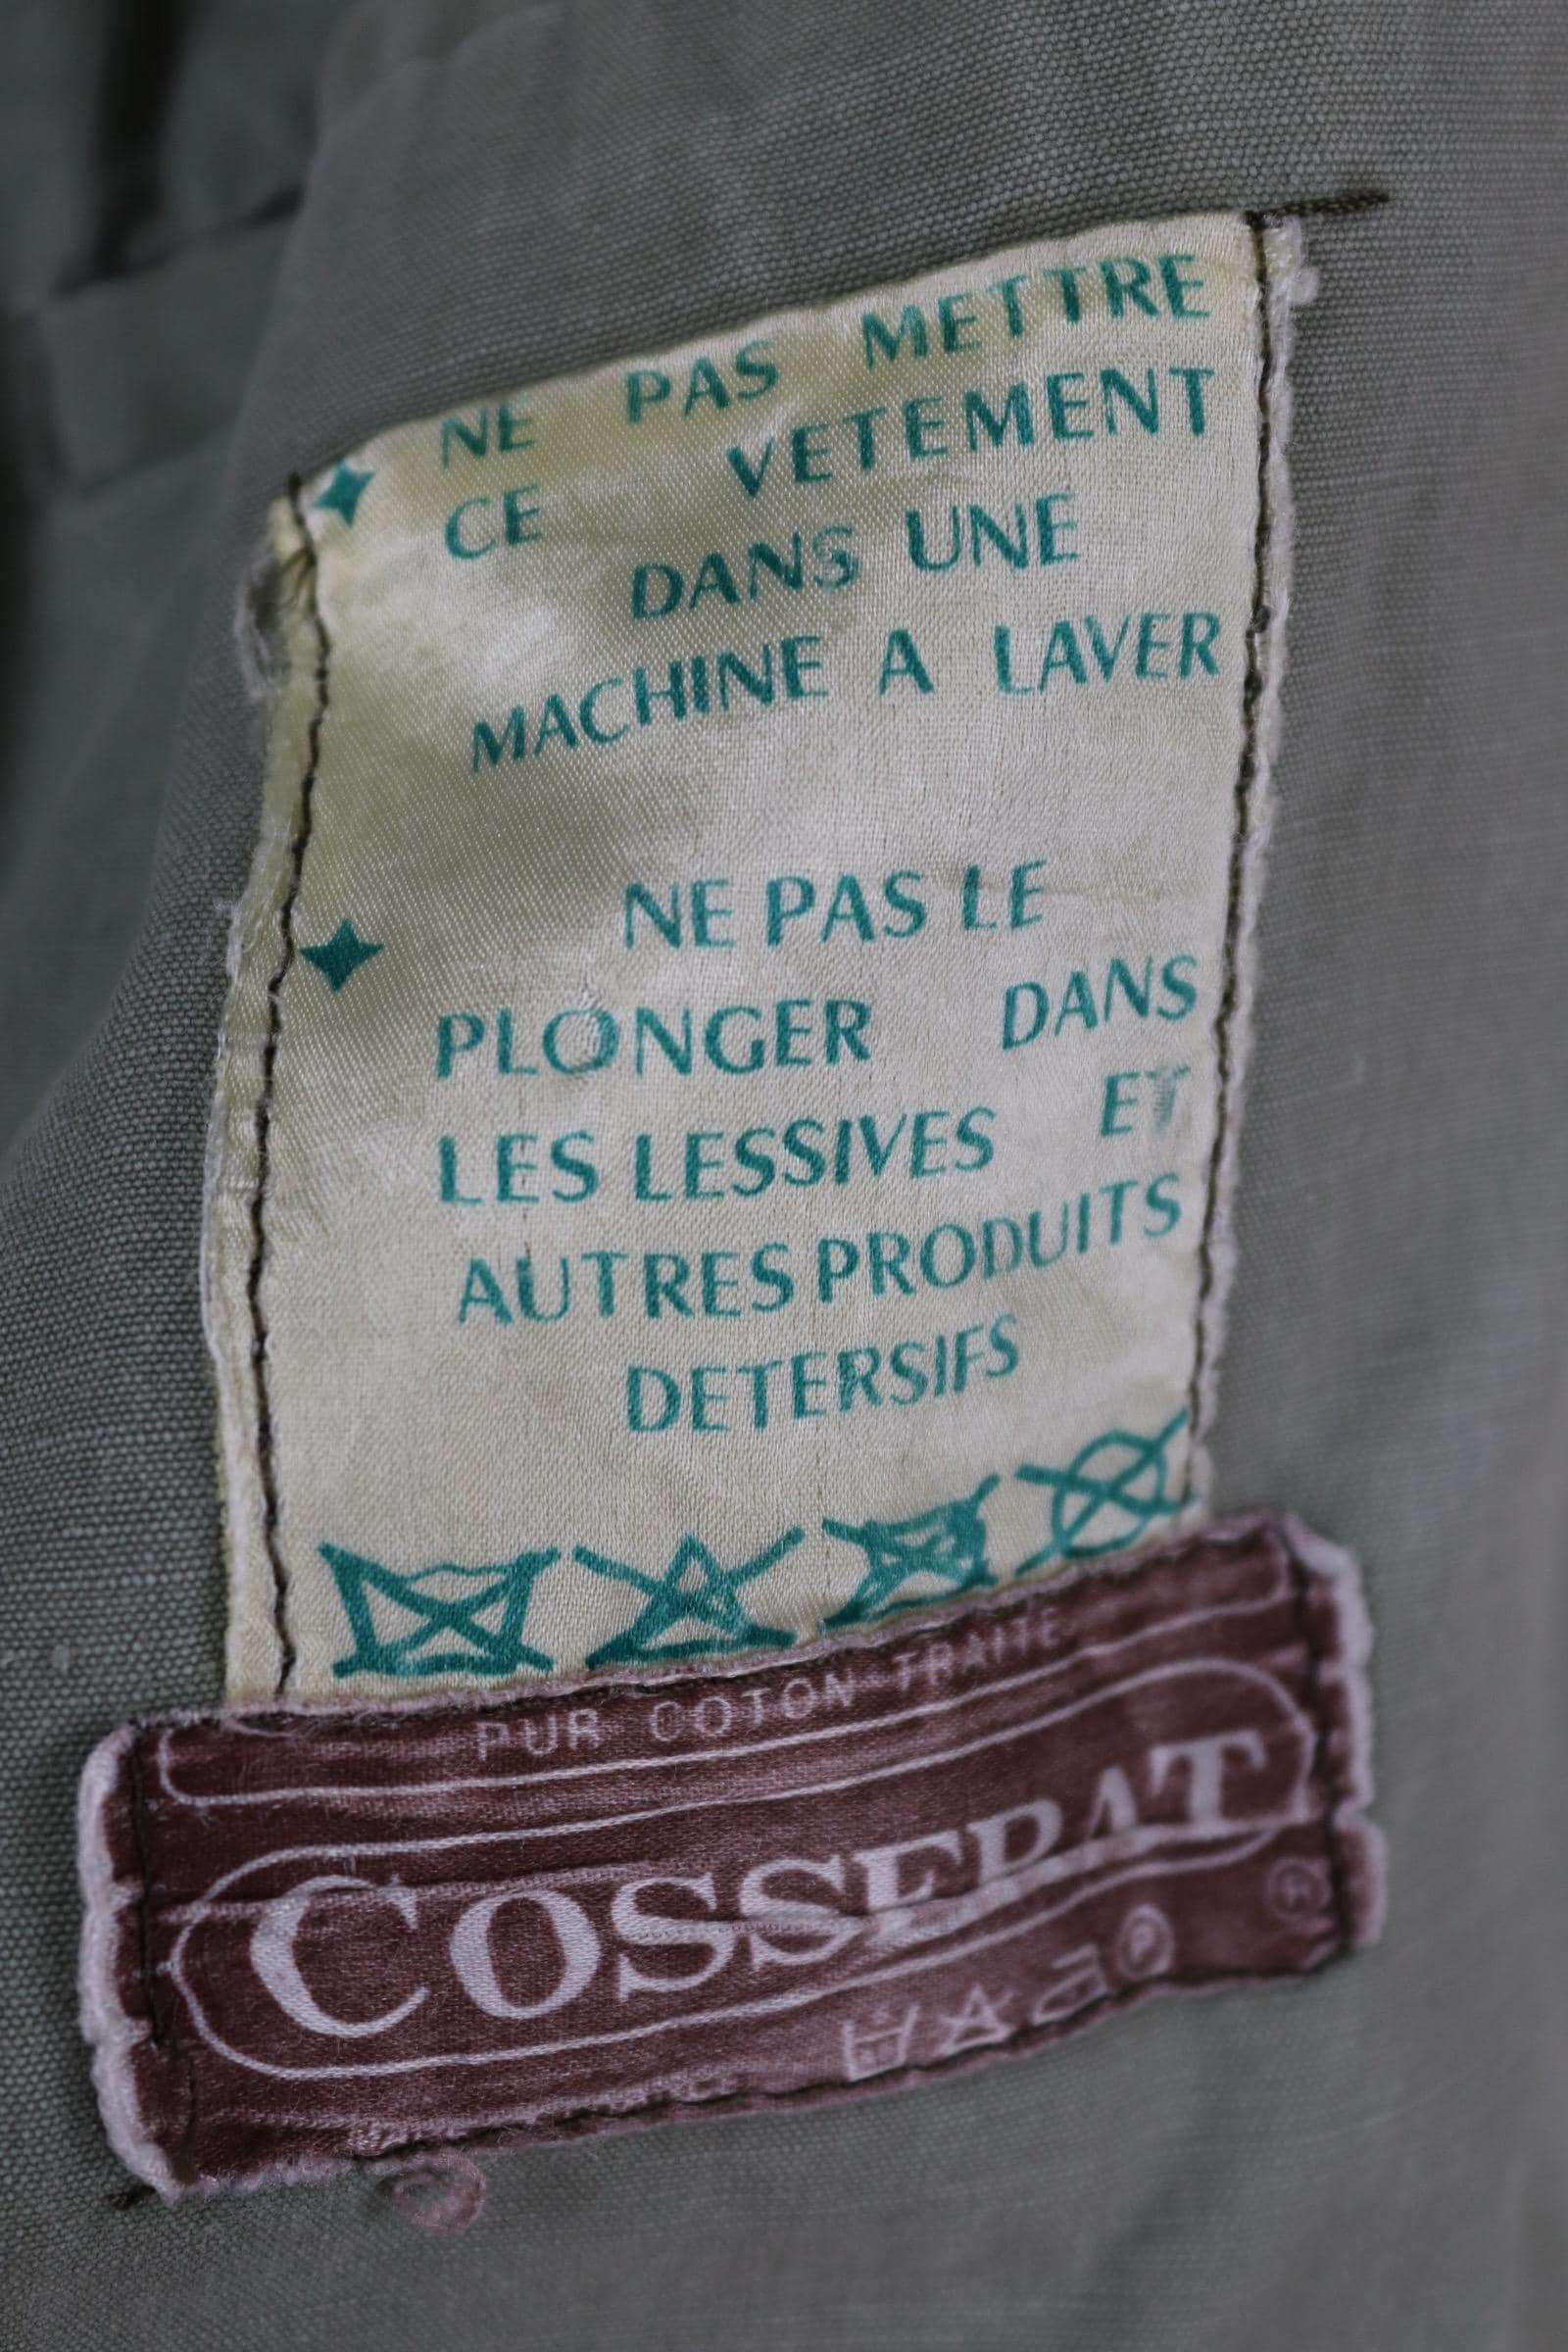 NE PAS METTRE
CE VETEMENT
DANS UNE
MACHINE A LAVER
NE PAS LE
PLONGER DANS
LES LESSIVES ET
AUTRES PRODUITS
DETERSIFS
PUR COTON-TRAITE
COSSERAT
P